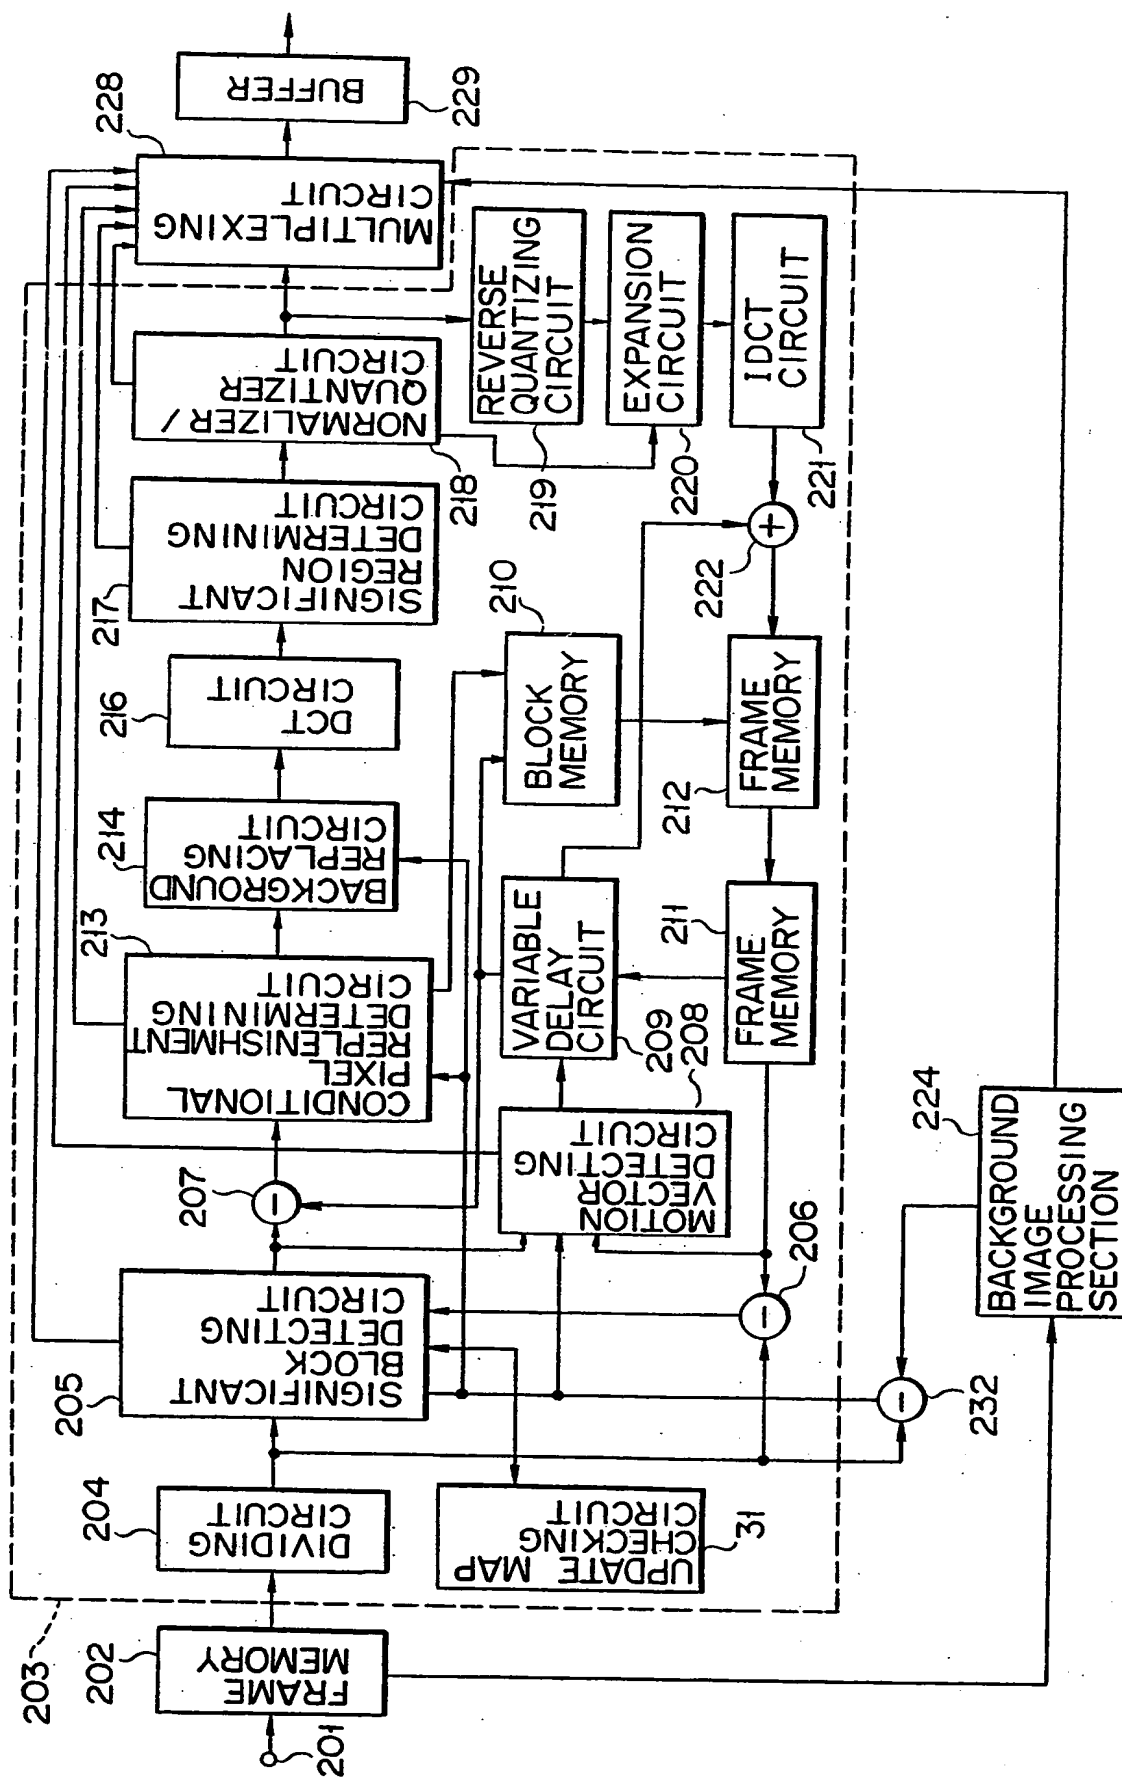 201
FRAME
MEMORY
202
203
DIVIDING
CIRCUIT
204
UPDATE MAP
CHECKING
CIRCUIT
31
SIGNIFICANT
BLOCK
DETECTING
CIRCUIT
205
206
207
MOTION
VECTOR
DETECTING
CIRCUIT
208
VARIABLE
DELAY
CIRCUIT
209
BLOCK
MEMORY
210
FRAME
MEMORY
211
FRAME
MEMORY
212
CONDITIONAL
PIXEL
REPLENISHMENT
DETERMINING
CIRCUIT
213
BACKGROUND
REPLACING
CIRCUIT
214
DCT
CIRCUIT
216
SIGNIFICANT
REGION
DETERMINING
CIRCUIT
217
NORMALIZER/
QUANTIZER
CIRCUIT
218
REVERSE
QUANTIZING
CIRCUIT
219
EXPANSION
CIRCUIT
220
IDCT
CIRCUIT
221
222
BACKGROUND
IMAGE
PROCESSING
SECTION
224
232
MULTIPLEXING
CIRCUIT
228
BUFFER
229